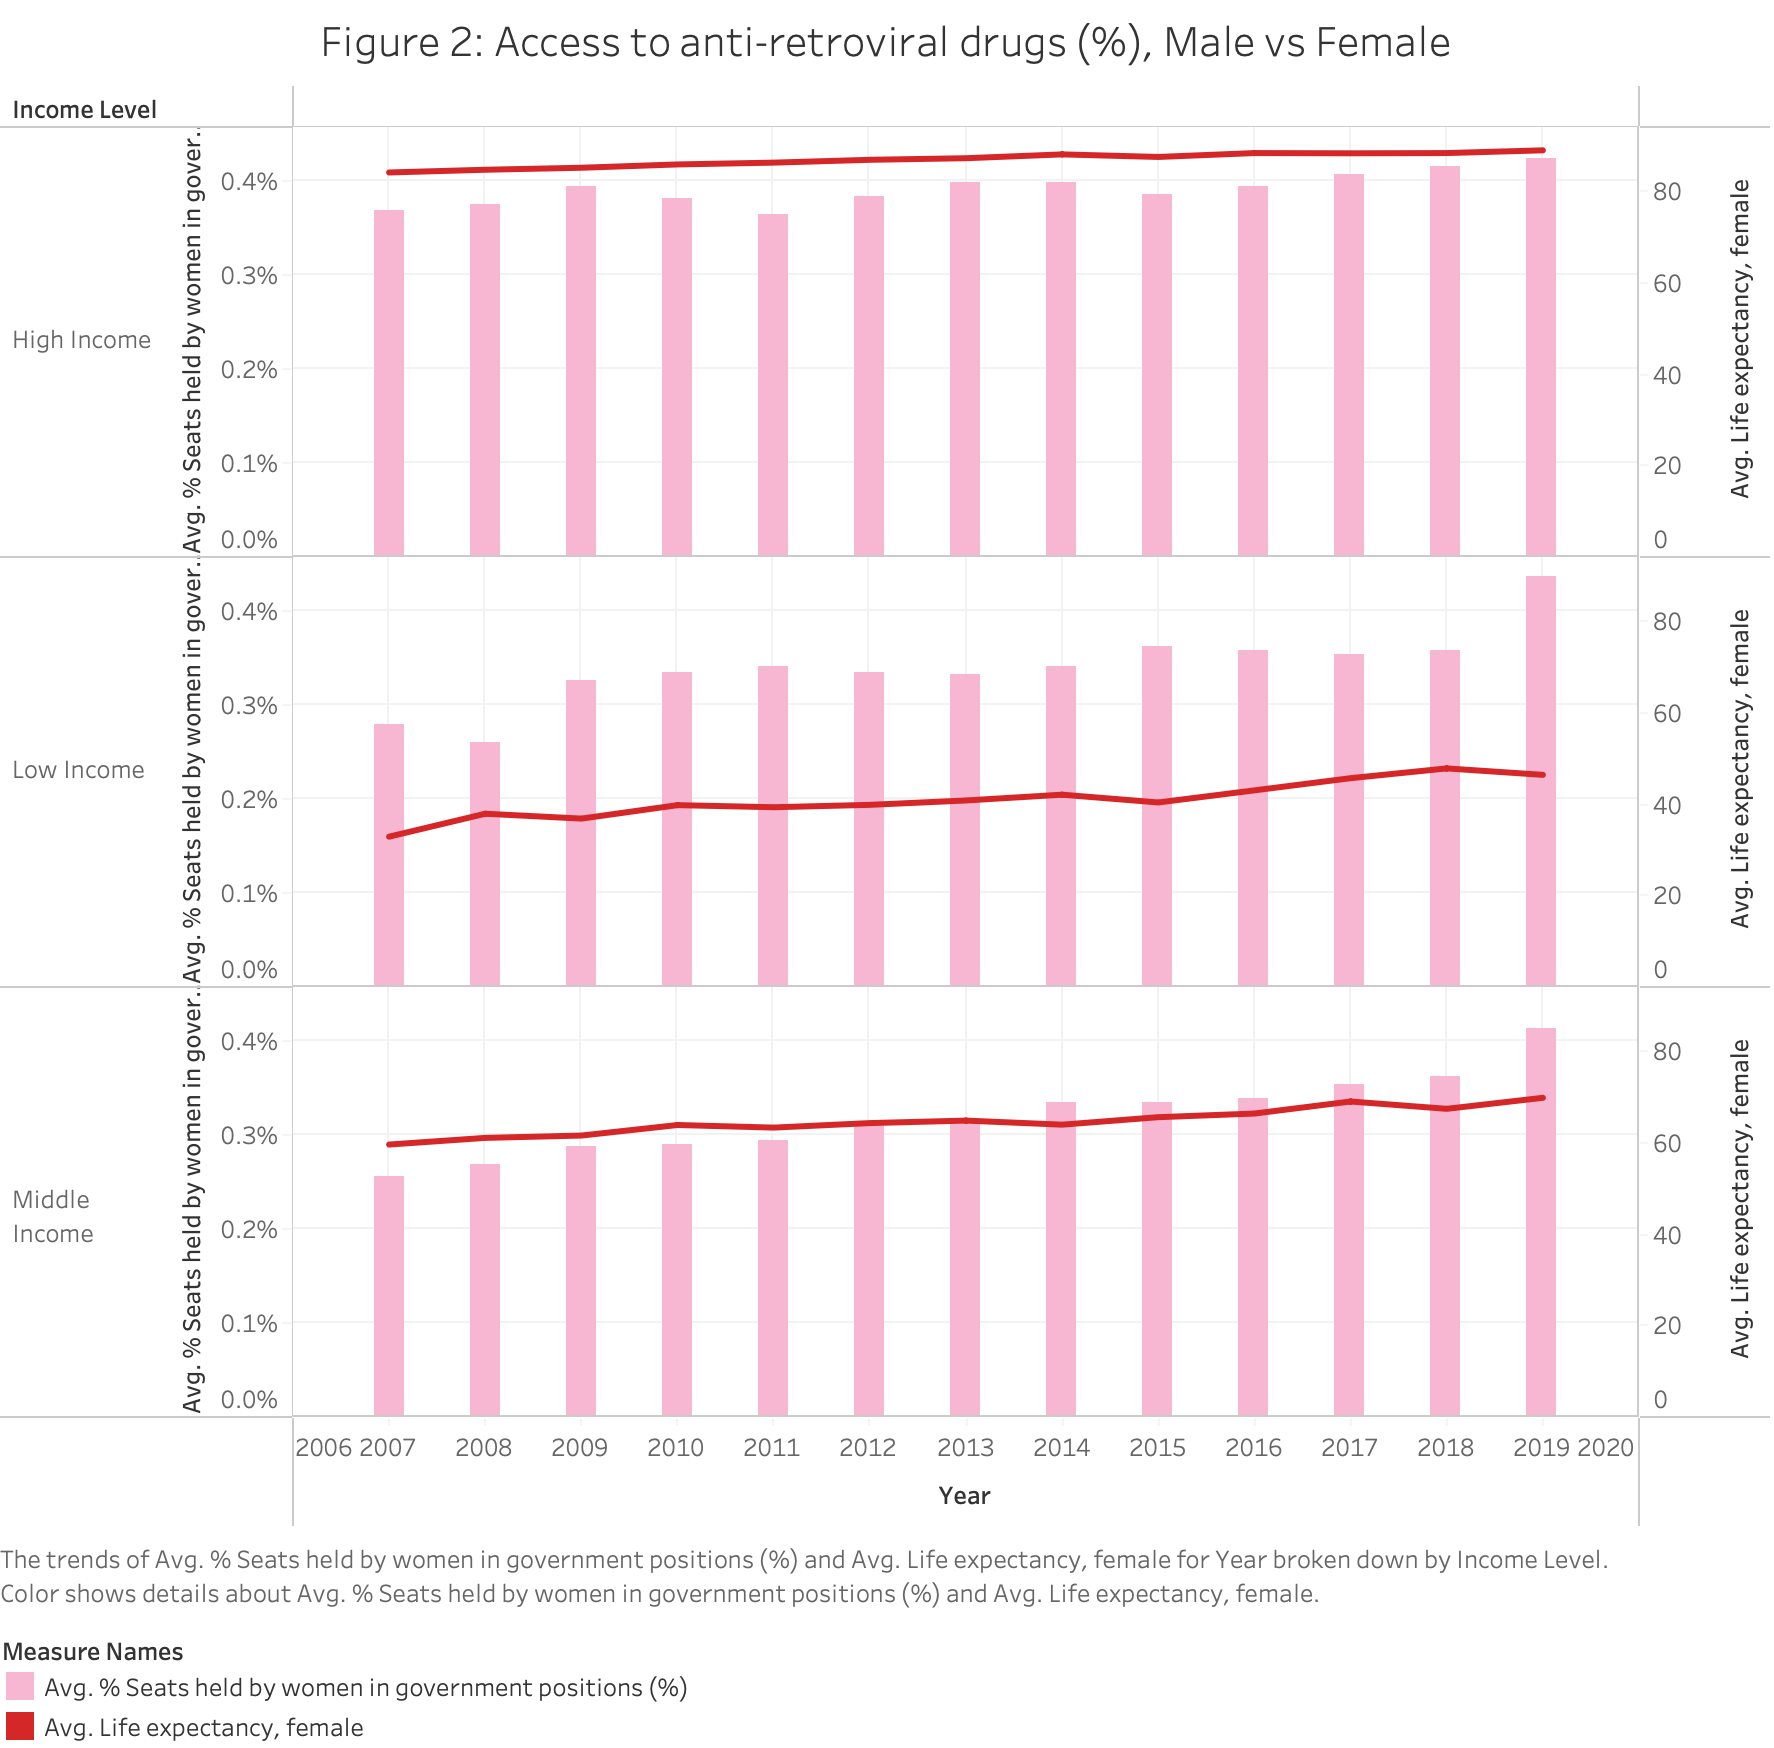 Figure 2: Access to anti-retroviral drugs (%), Male vs Female
Income Level
High Income
Avg. % Seats held by women in gover..
0.4%
0.3%
0.2%
0.1%
0.0%
80
60
40
20
0
Avg. Life expectancy, female
Low Income
Avg. % Seats held by women in gover..
0.4%
0.3%
0.2%
0.1%
0.0%
80
60
40
20
0
Avg. Life expectancy, female
Middle
Income
Avg. % Seats held by women in gover..
0.4%
0.3%
0.2%
0.1%
0.0%
80
60
40
20
0
Avg. Life expectancy, female
2006 2007 2008 2009 2010 2011 2012 2013 2014 2015 2016 2017 2018 2019 2020
Year
The trends of Avg. % Seats held by women in government positions (%) and Avg. Life expectancy, female for Year broken down by Income Level.
Color shows details about Avg. % Seats held by women in government positions (%) and Avg. Life expectancy, female.
Measure Names
Avg. % Seats held by women in government positions (%)
Avg. Life expectancy, female